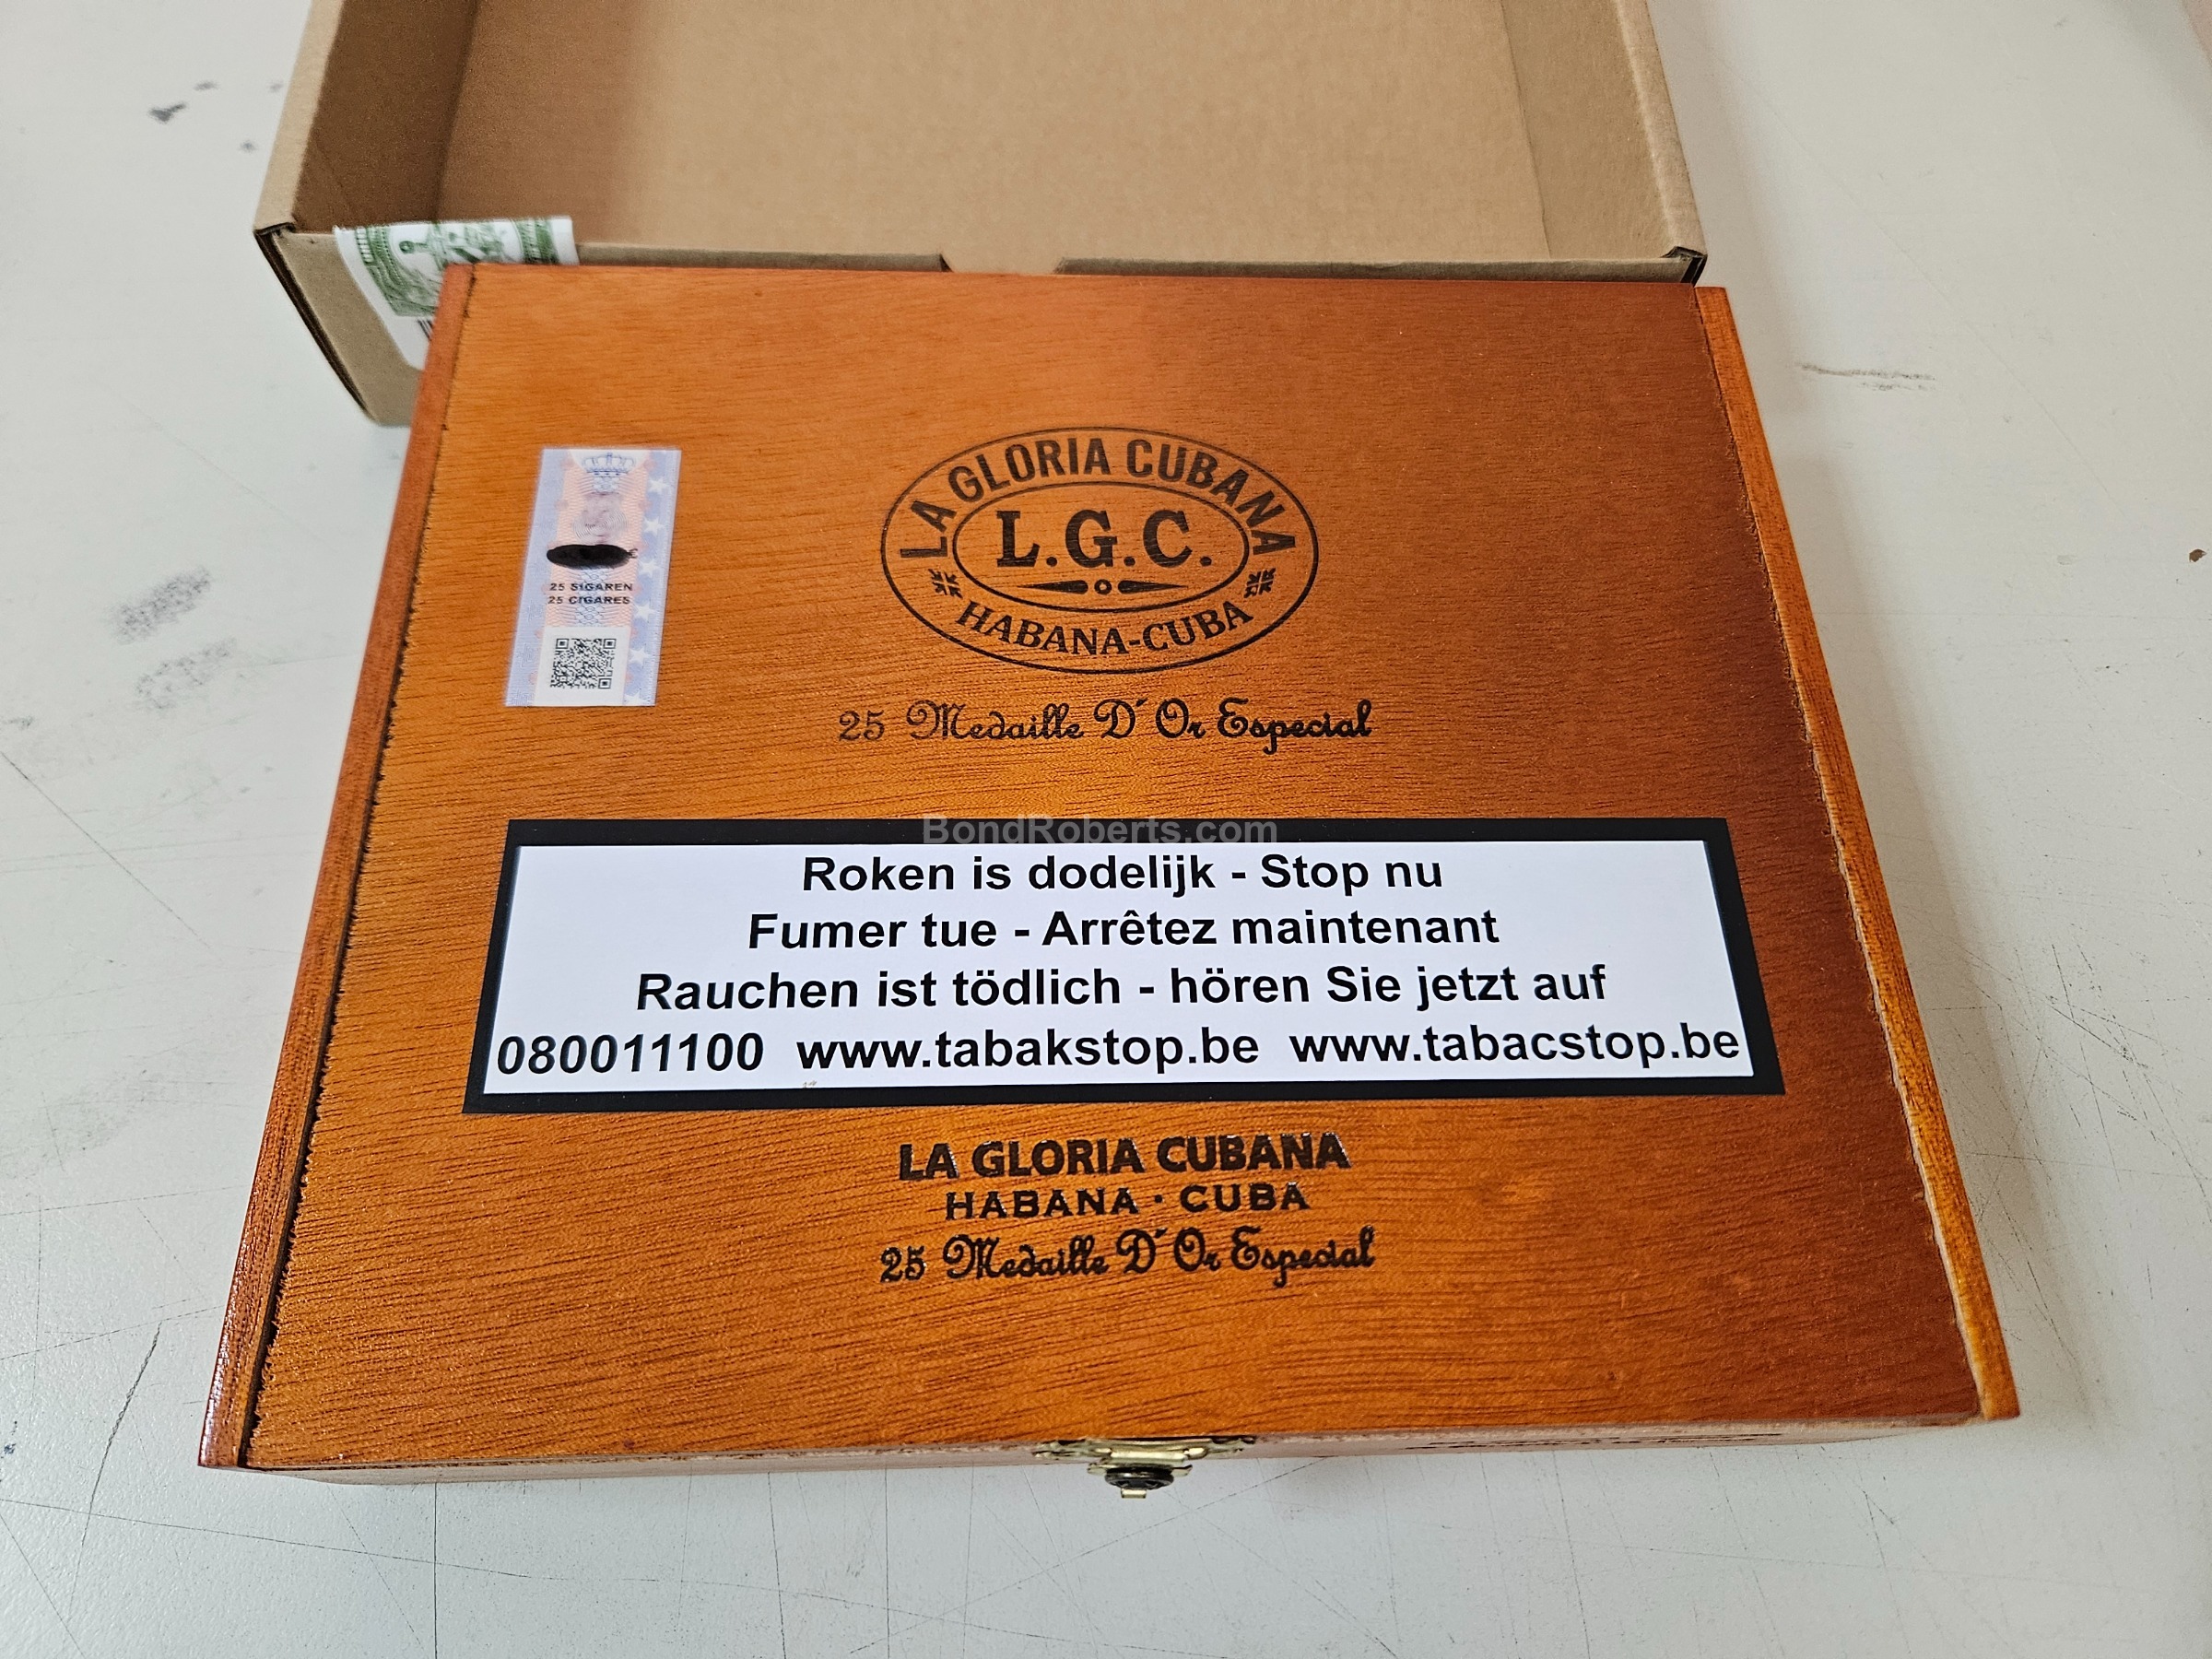 €
25 SIGAREN
25 CIGARES
LA GLORIA CUBANA
L.G.C.
HABANA-CUBA
25 Medaille D´Or Especial
BondRoberts.com
Roken is dodelijk - Stop nu
Fumer tue - Arrêtez maintenant
Rauchen ist tödlich - hören Sie jetzt auf
080011100 www.tabakstop.be www.tabacstop.be
LA GLORIA CUBANA
HABANA · CUBA
25 Medaille D´Or Especial